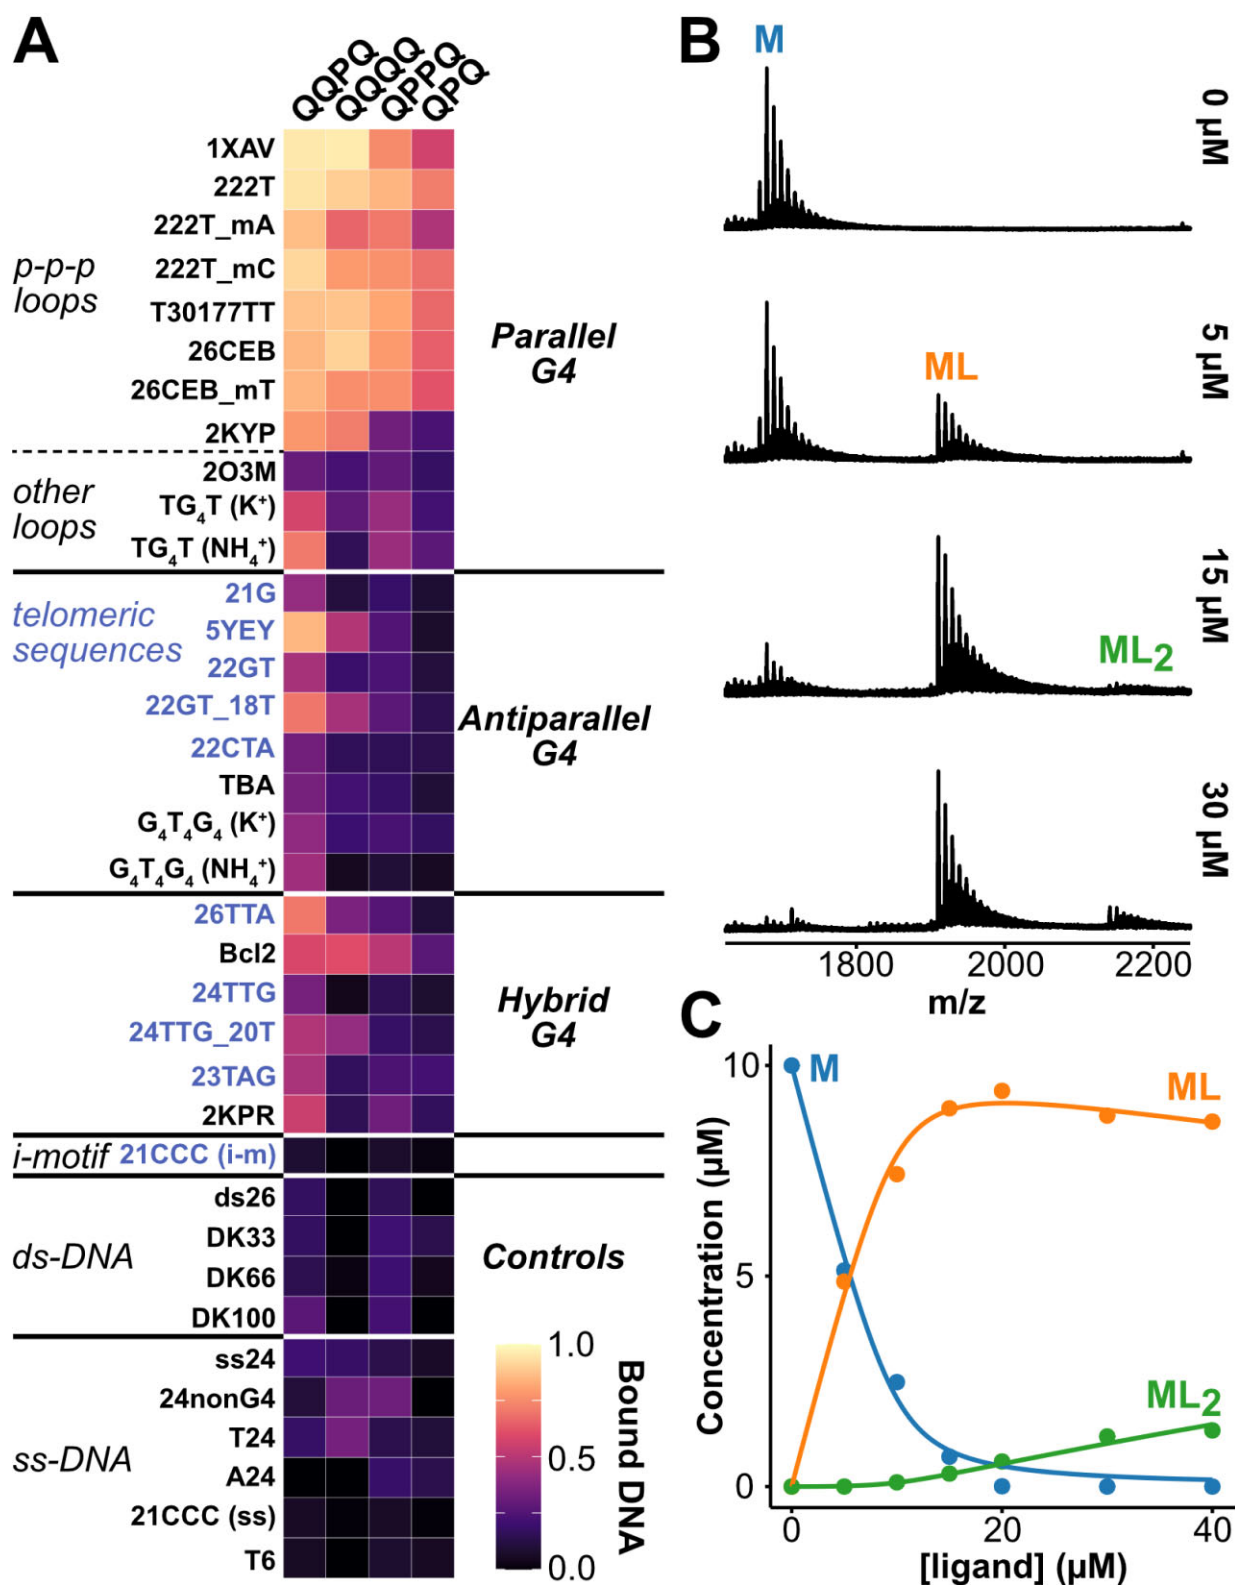 A
QQPQ QQQQ QPPQ QPQ
1XAV
222T
222T_mA
p-p-p
loops
222T_mC
T30177TT
26CEB
26CEB_mT
2KYP
Parallel
G4
other
loops
2O3M
TG₄T (K⁺)
TG₄T (NH₄⁺)
telomeric
sequences
21G
5YEY
22GT
22GT_18T
22CTA
TBA
G₄T₄G₄ (K⁺)
G₄T₄G₄ (NH₄⁺)
Antiparallel
G4
26TTA
Bcl2
24TTG
24TTG_20T
23TAG
2KPR
Hybrid
G4
i-motif 21CCC (i-m)
ds-DNA
ds26
DK33
DK66
DK100
Controls
ss-DNA
ss24
24nonG4
T24
A24
21CCC (ss)
T6
1.0
0.5
0.0
Bound DNA
B
M
0 µM
ML
5 µM
ML₂
15 µM
30 µM
1800 2000 2200
m/z
C
10
5
0
Concentration (µM)
M
ML
ML₂
0 20 40
[ligand] (µM)